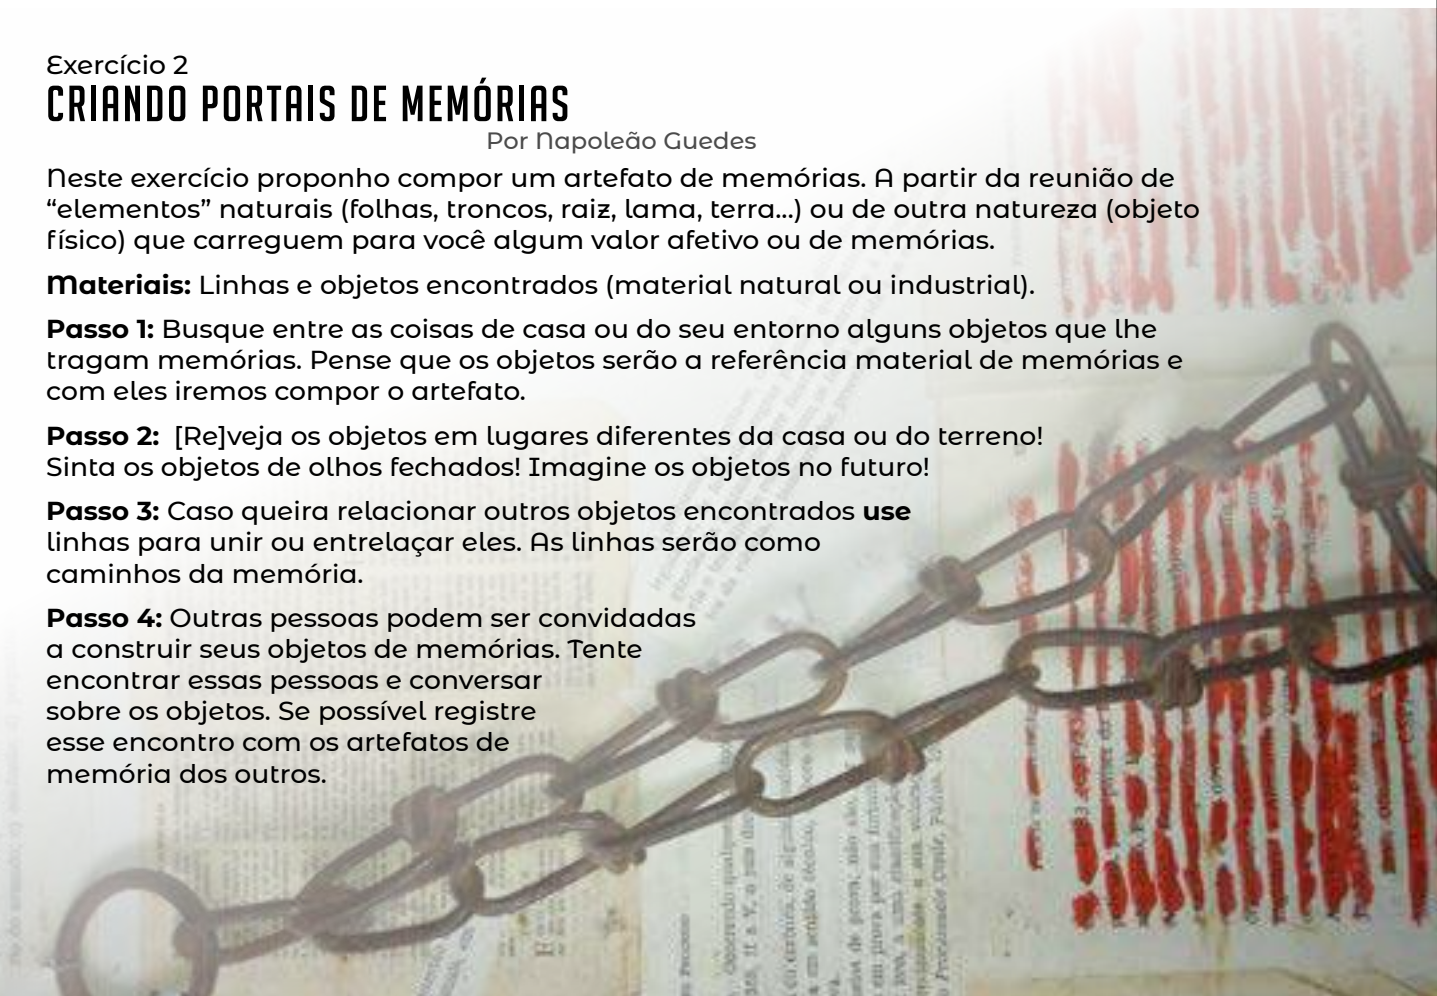 Exercício 2
CRIANDO PORTAIS DE MEMÓRIAS
Por Napoleão Guedes
Neste exercício proponho compor um artefato de memórias. A partir da reunião de
“elementos” naturais (folhas, troncos, raiz, lama, terra...) ou de outra natureza (objeto
físico) que carreguem para você algum valor afetivo ou de memórias.
Materiais: Linhas e objetos encontrados (material natural ou industrial).
Passo 1: Busque entre as coisas de casa ou do seu entorno alguns objetos que lhe
tragam memórias. Pense que os objetos serão a referência material de memórias e
com eles iremos compor o artefato.
Passo 2: [Re]veja os objetos em lugares diferentes da casa ou do terreno!
Sinta os objetos de olhos fechados! Imagine os objetos no futuro!
Passo 3: Caso queira relacionar outros objetos encontrados use
linhas para unir ou entrelaçar eles. As linhas serão como
caminhos da memória.
Passo 4: Outras pessoas podem ser convidadas
a construir seus objetos de memórias. Tente
encontrar essas pessoas e conversar
sobre os objetos. Se possível registre
esse encontro com os artefatos de
memória dos outros.